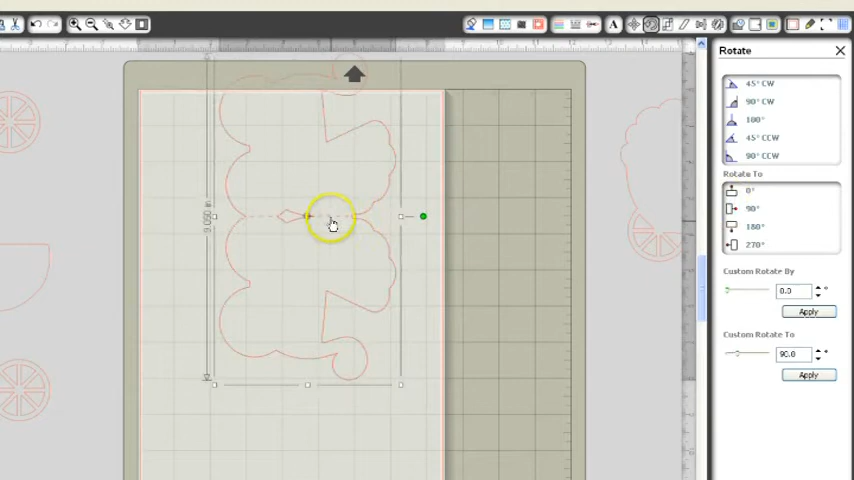 Rotate
45° CW
90° CW
180°
45° CCW
90° CCW
Rotate To
0°
90°
180°
270°
Custom Rotate By
0.0 °
Apply
Custom Rotate To
90.0 °
Apply
A